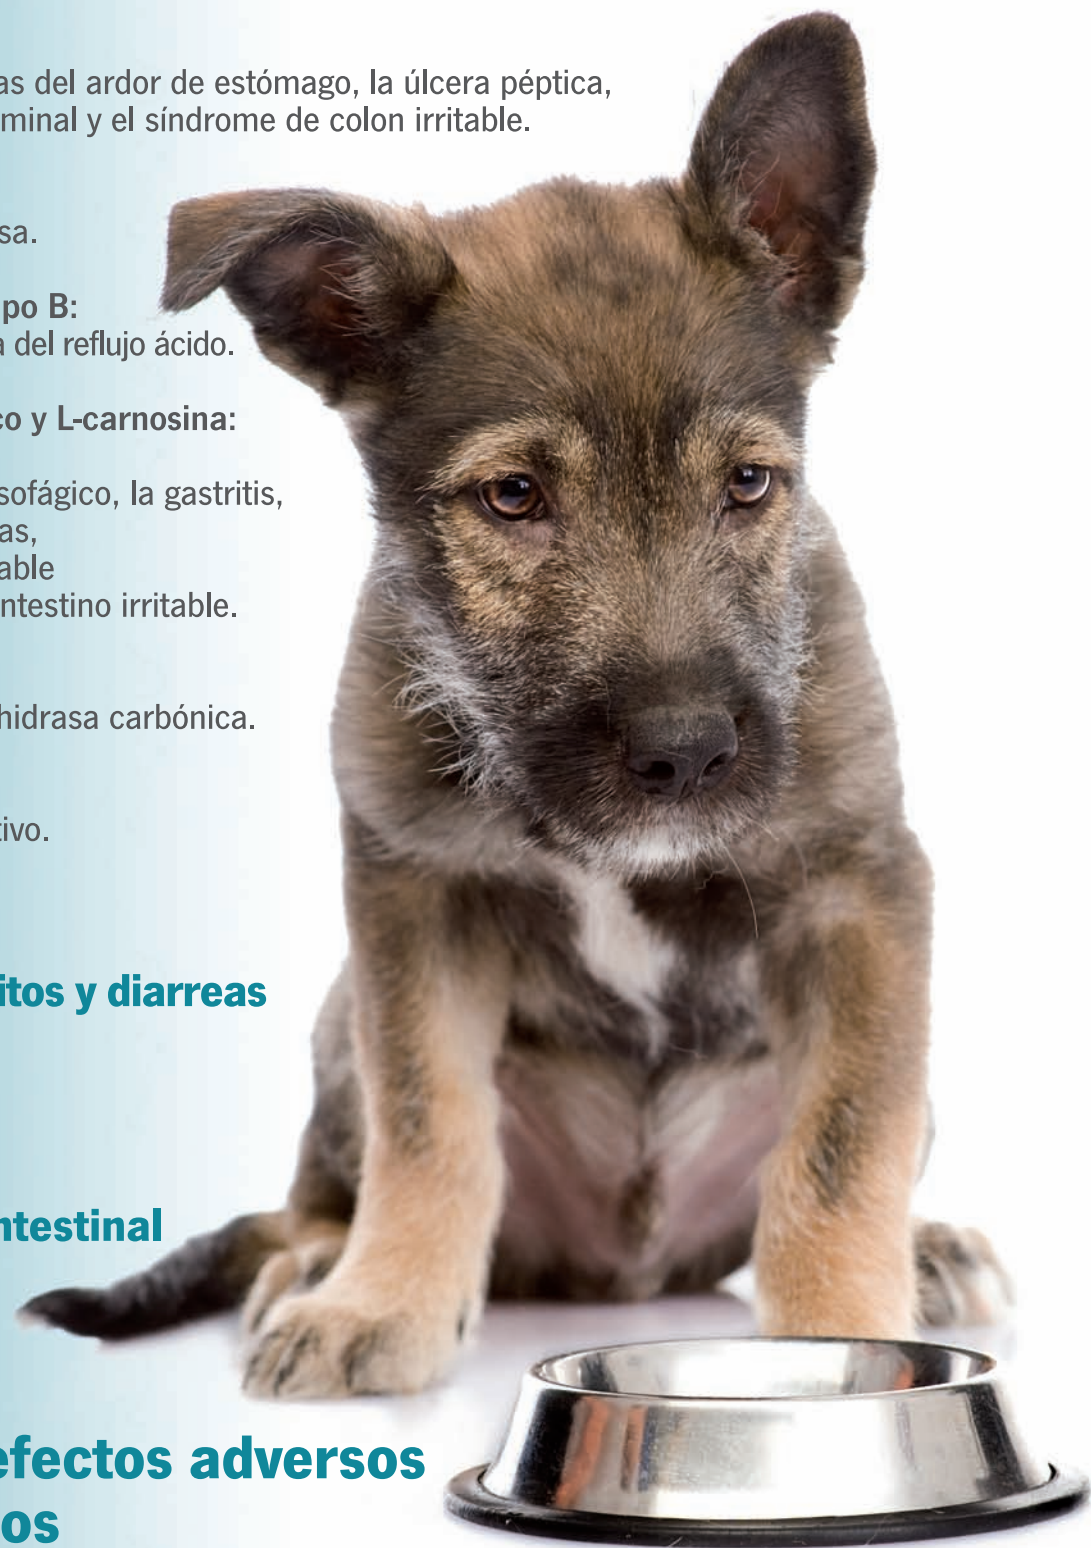 as del ardor de estómago, la úlcera péptica,
minal y el síndrome de colon irritable.
sa.
po B:
a del reflujo ácido.
co y L-carnosina:
sofágico, la gastritis,
as,
able
ntestino irritable.
hidrasa carbónica.
tivo.
itos y diarreas
ntestinal
efectos adversos
os